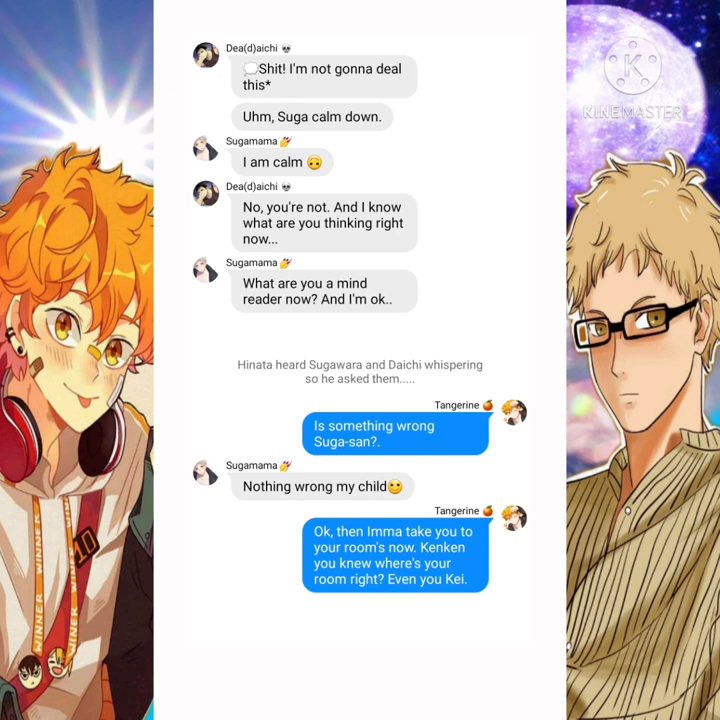 Dea(d)aichi 💀
💭Shit! I'm not gonna deal
this*
Uhm, Suga calm down.
Sugamama 💅
I am calm 🙃
Dea(d)aichi 💀
No, you're not. And I know
what are you thinking right
now...
Sugamama 💅
What are you a mind
reader now? And I'm ok..
Hinata heard Sugawara and Daichi whispering
so he asked them.....
Tangerine 🍊
Is something wrong
Suga-san?.
Sugamama 💅
Nothing wrong my child🙂
Tangerine 🍊
Ok, then Imma take you to
your room's now. Kenken
you knew where's your
room right? Even you Kei.
K
KINEMASTER
WINNER WINNER
WINNER WINNER
10